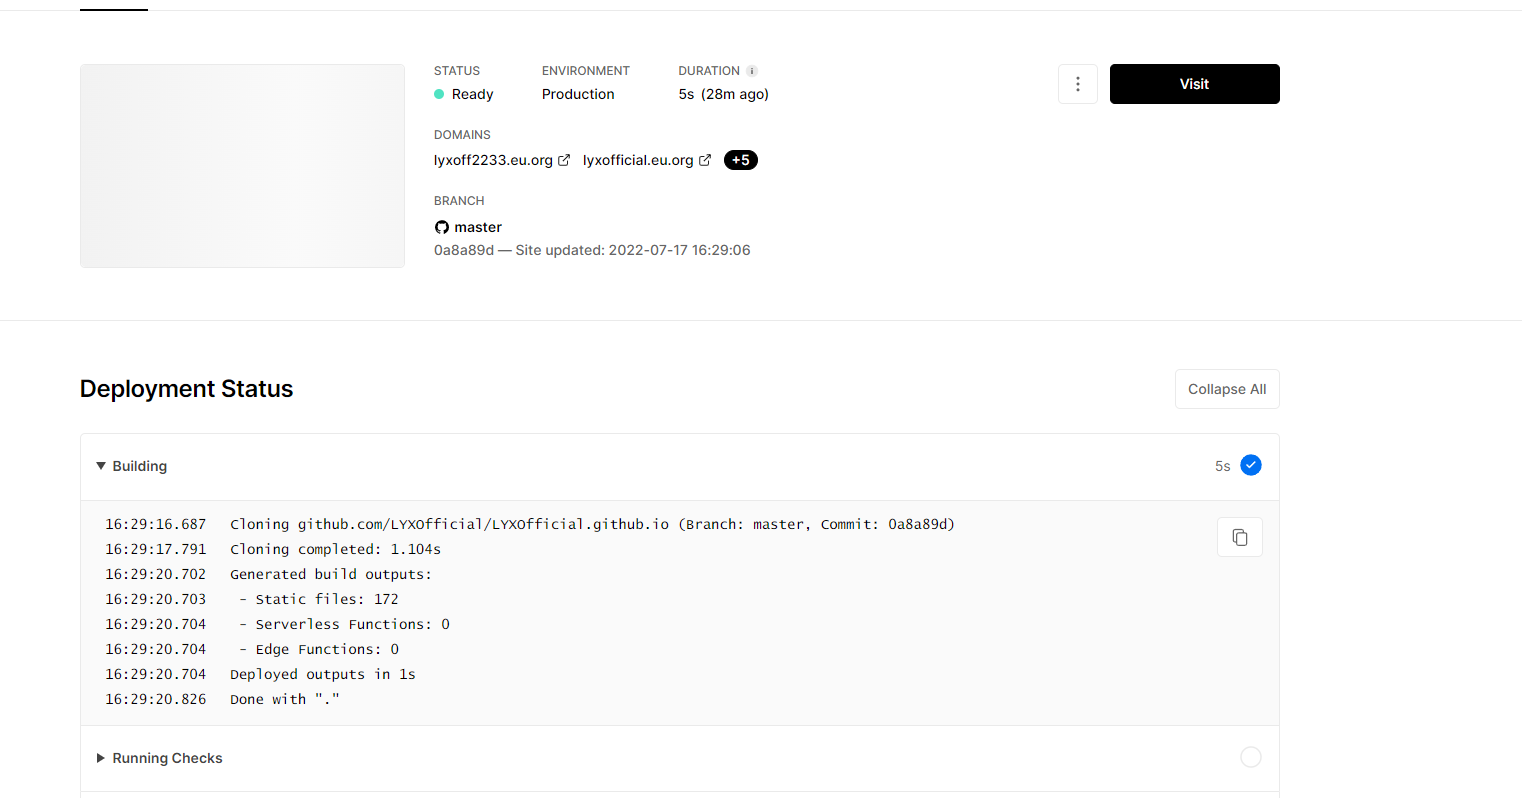 STATUS ENVIRONMENT DURATION i
Ready Production 5s (28m ago)
Visit
DOMAINS
lyxoff2233.eu.org lyxofficial.eu.org +5
BRANCH
master
0a8a89d — Site updated: 2022-07-17 16:29:06
Deployment Status
Collapse All
Building 5s
16:29:16.687 Cloning github.com/LYXOfficial/LYXOfficial.github.io (Branch: master, Commit: 0a8a89d)
16:29:17.791 Cloning completed: 1.104s
16:29:20.702 Generated build outputs:
16:29:20.703 - Static files: 172
16:29:20.704 - Serverless Functions: 0
16:29:20.704 - Edge Functions: 0
16:29:20.704 Deployed outputs in 1s
16:29:20.826 Done with "."
Running Checks